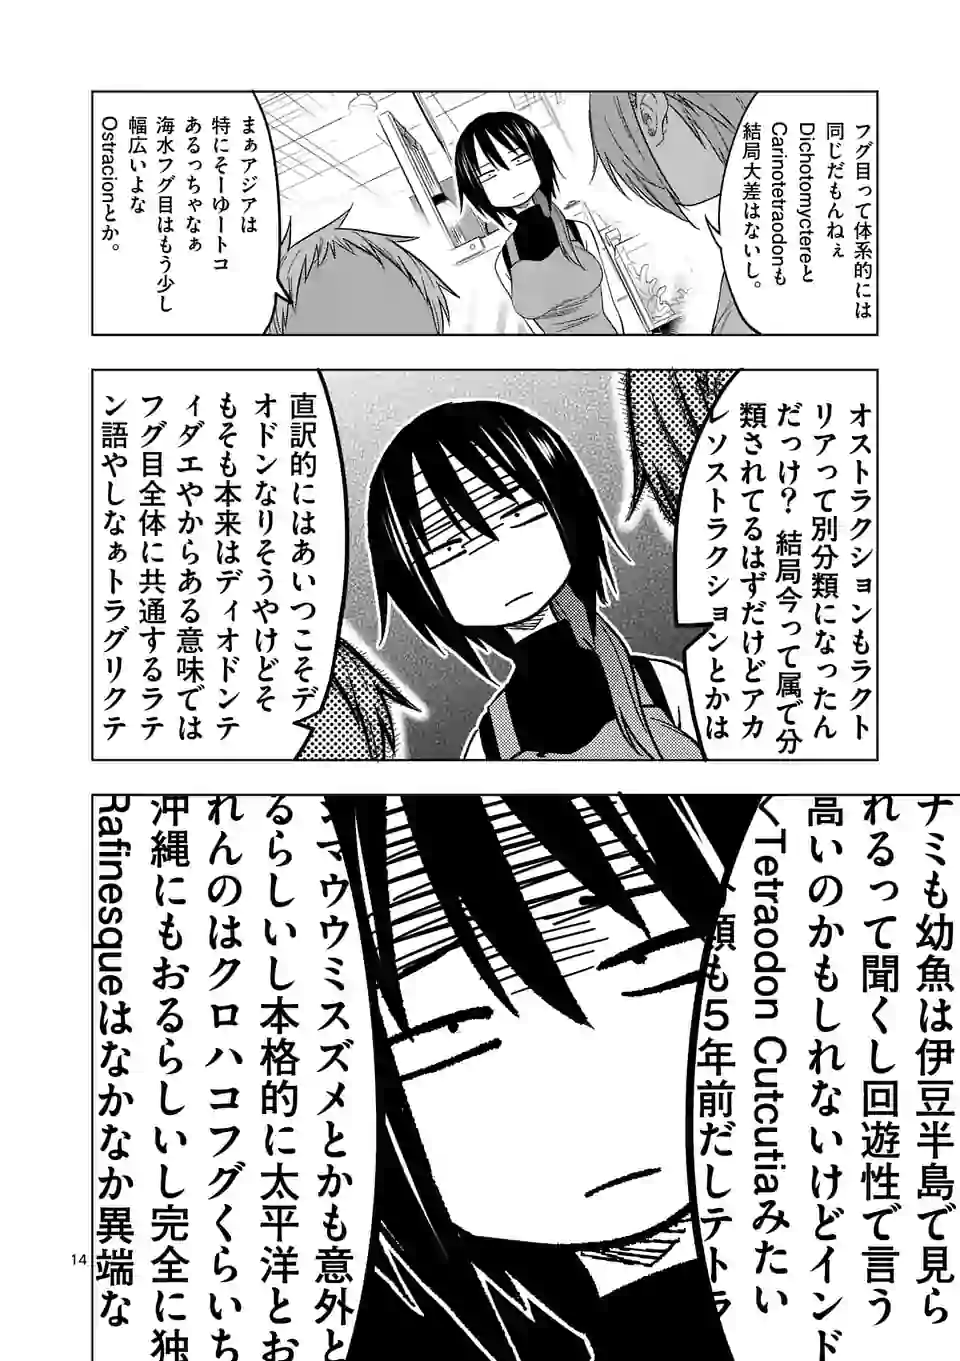 フグ目って体系的には
同じだもんねぇ
Dichotomyctereと
Carinotetraodonも
結局大差はないし。
まぁアジアは
特にそーゆートコ
あるっちゃなぁ
海水フグ目はもう少し
幅広いよな
Ostracionとか。
オストラクションもラクト
リアって別分類になったん
だっけ? 結局今って属で分
類されてるはずだけどアカ
ソストラクションとかは
直訳的にはあいつこそデ
オドンなりそうやけどそ
もそも本来はディオドンテ
ィダエやからある意味では
フグ目全体に共通するラテ
ン語やしなぁトラグリクテ
ナミも幼魚は伊豆半島で見ら
れるって聞くし回遊性で言う
高いのかもしれないけどインド
くTetraodon Cutcutiaみたい
類も5年前だしテトラ
マウウミスズメとかも意外と
るらしいし本格的に太平洋とお
れんのはクロハコフグくらいち
沖縄にもおるらしいし完全に独
Rafinesqueはなかなか異端な
14